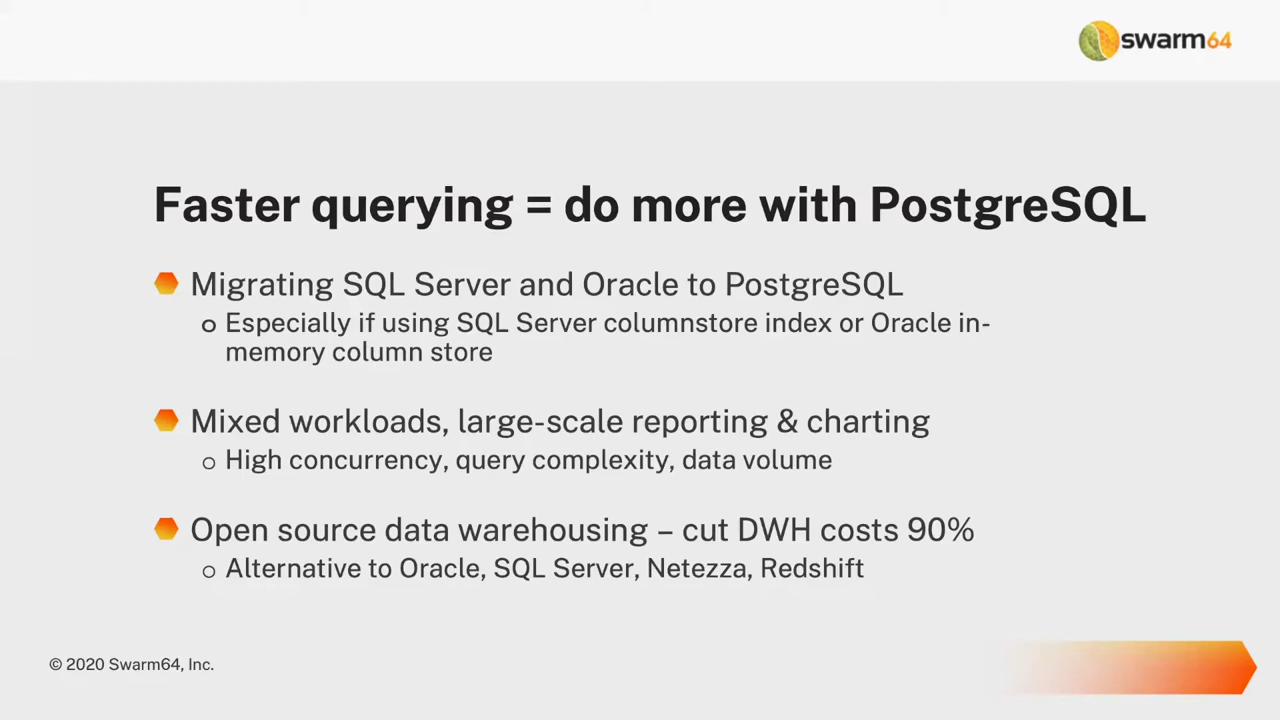 swarm64
Faster querying = do more with PostgreSQL
Migrating SQL Server and Oracle to PostgreSQL
Especially if using SQL Server columnstore index or Oracle in-
memory column store
Mixed workloads, large-scale reporting & charting
High concurrency, query complexity, data volume
Open source data warehousing – cut DWH costs 90%
Alternative to Oracle, SQL Server, Netezza, Redshift
© 2020 Swarm64, Inc.